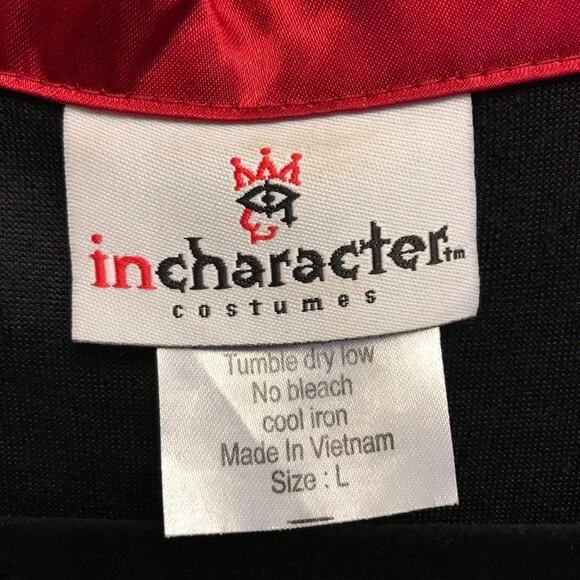 incharacter™
costumes
Tumble dry low
No bleach
cool iron
Made In Vietnam
Size : L